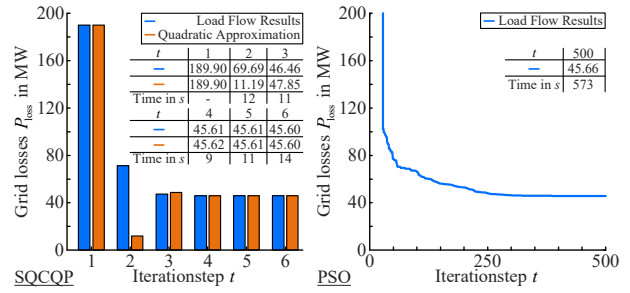 Load Flow Results
Quadratic Approximation
t 1 2 3
189.90 69.69 46.46
189.90 11.19 47.85
Time in s - 12 11
t 4 5 6
45.61 45.61 45.60
45.62 45.61 45.60
Time in s 9 11 14
Grid losses P_loss in MW
200
160
120
80
40
0
1 2 3 4 5 6
SQCQP Iterationstep t
Load Flow Results
t 500
45.66
Time in s 573
Grid losses P_loss in MW
200
160
120
80
40
0
0 250 500
PSO Iterationstep t